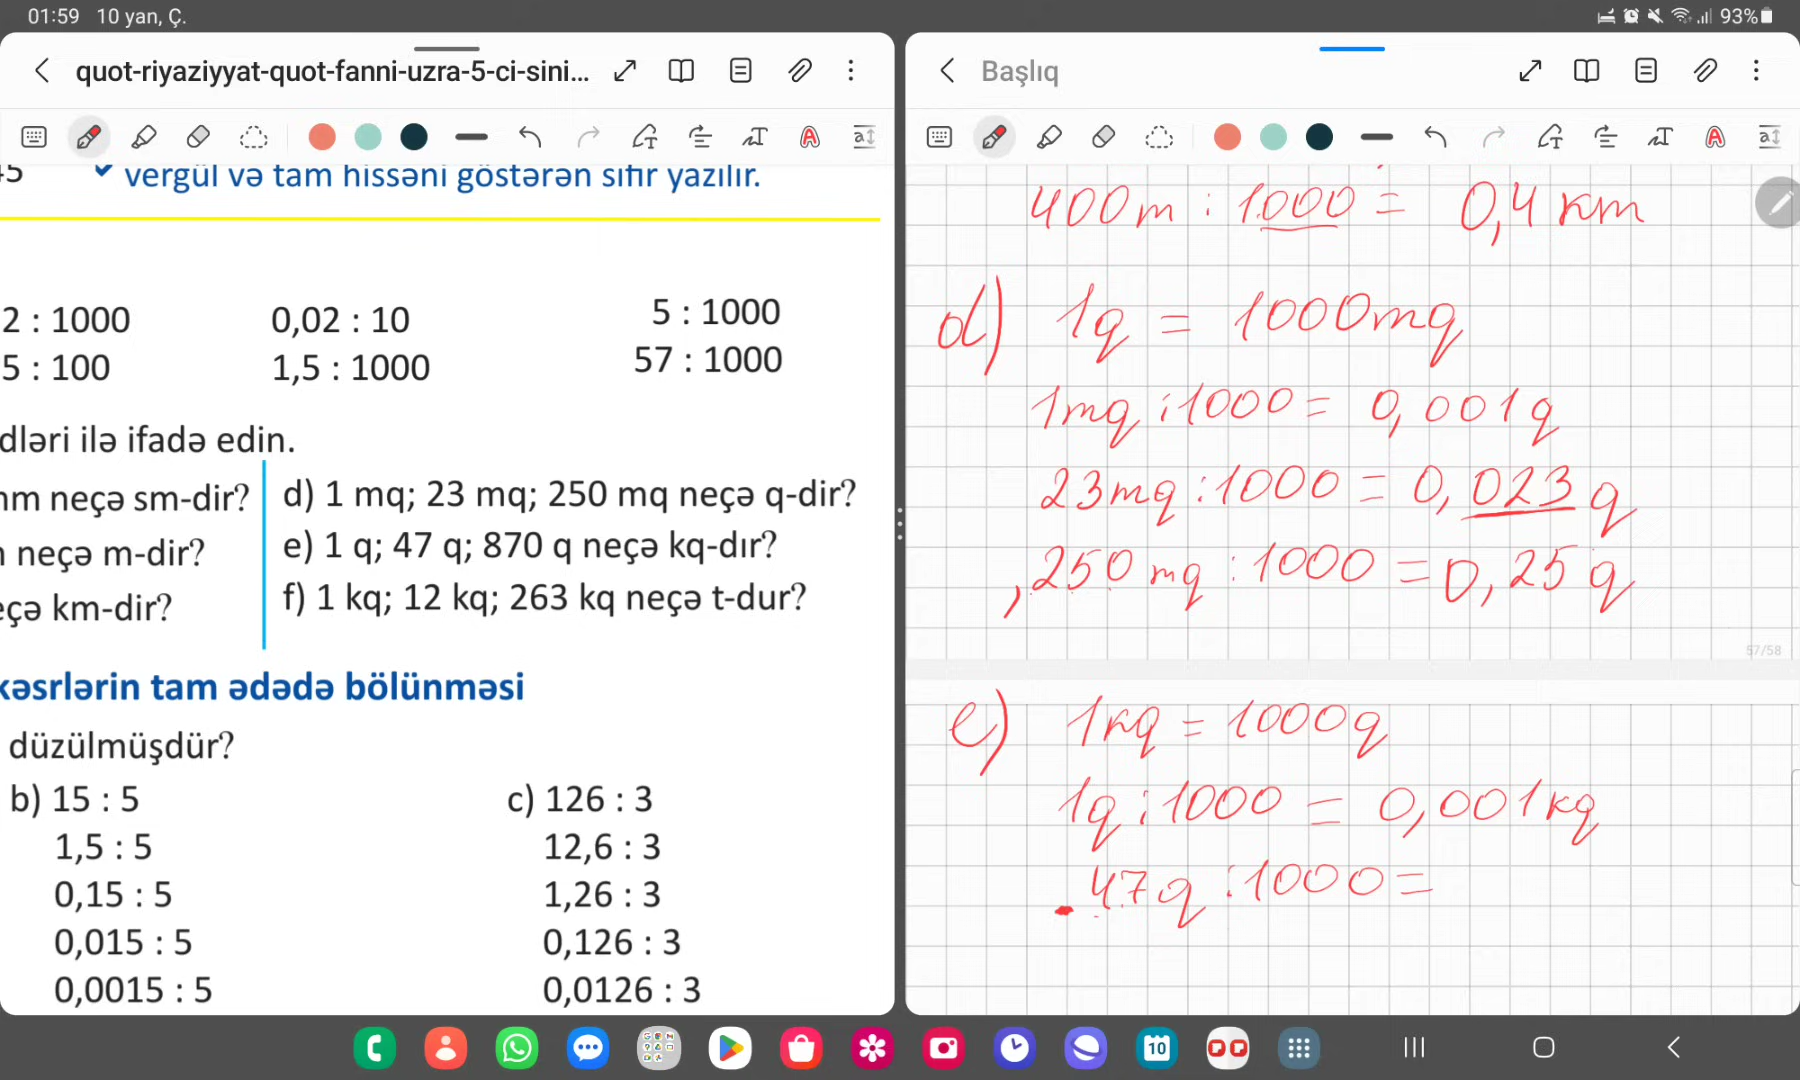 01:59 10 yan, Ç.
93%
quot-riyaziyyat-quot-fanni-uzra-5-ci-sini...
vergül və tam hissəni göstərən sıfır yazılır.
2 : 1000 0,02 : 10 5 : 1000
5 : 100 1,5 : 1000 57 : 1000
dləri ilə ifadə edin.
neçə sm-dir? d) 1 mq; 23 mq; 250 mq neçə q-dir?
neçə m-dir? e) 1 q; 47 q; 870 q neçə kq-dır?
eçə km-dir? f) 1 kq; 12 kq; 263 kq neçə t-dur?
kəsrlərin tam ədədə bölünməsi
düzülmüşdür?
b) 15 : 5 c) 126 : 3
1,5 : 5 12,6 : 3
0,15 : 5 1,26 : 3
0,015 : 5 0,126 : 3
0,0015 : 5 0,0126 : 3
Başlıq
400m : 1000 = 0,4 km
d) 1q = 1000mq
1mq : 1000 = 0,001q
23mq : 1000 = 0,023 q
,250 mq : 1000 = 0,25 q
57/58
e) 1kq = 1000q
1q : 1000 = 0,001kq
47q : 1000 =
10